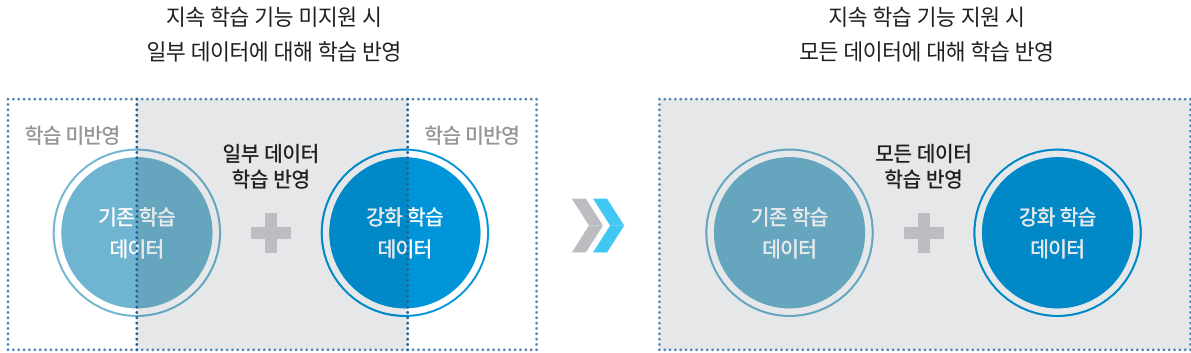 지속 학습 기능 미지원 시
일부 데이터에 대해 학습 반영
학습 미반영
일부 데이터
학습 반영
학습 미반영
기존 학습
데이터
강화 학습
데이터
지속 학습 기능 지원 시
모든 데이터에 대해 학습 반영
모든 데이터
학습 반영
기존 학습
데이터
강화 학습
데이터